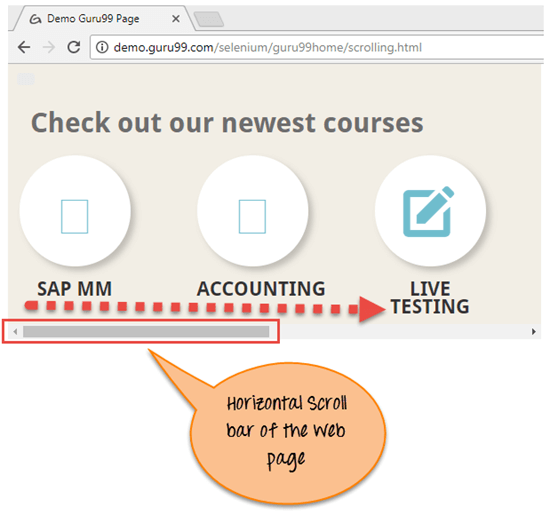 Demo Guru99 Page
demo.guru99.com/selenium/guru99home/scrolling.html
Check out our newest courses
SAP MM
ACCOUNTING
LIVE
TESTING
Horizontal Scroll
bar of the Web
page